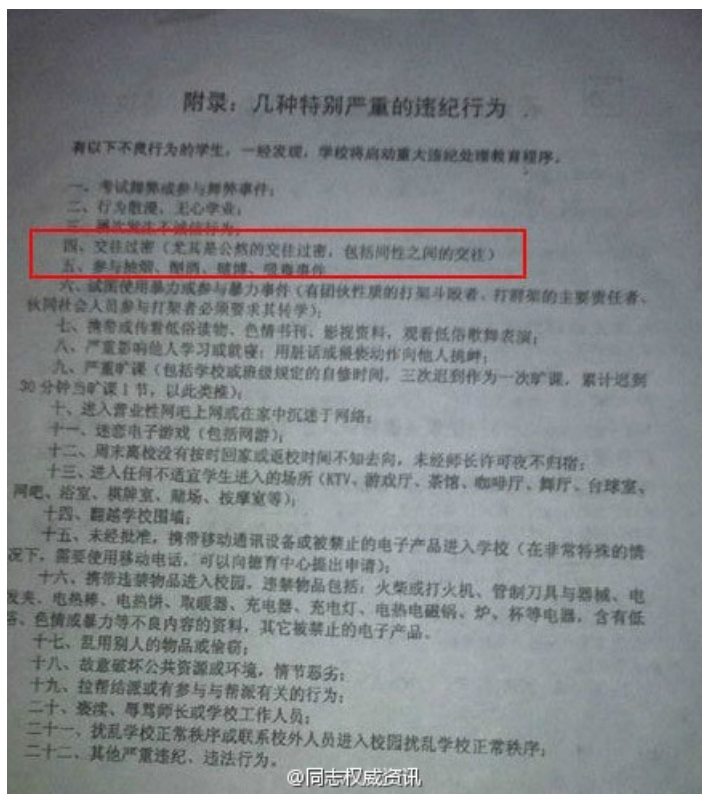 附录：几种特别严重的违纪行为
有以下不良行为的学生，一经发现，学校将启动重大违纪处理教育程序。
一、考试舞弊或参与舞弊事件；
二、行为散漫，无心学业；
三、屡次发生不诚信行为；
四、交往过密（尤其是公然的交往过密，包括同性之间的交往）
五、参与抽烟、酗酒、赌博、吸毒事件
六、试图使用暴力或参与暴力事件（有团伙性质的打架斗殴者、打群架的主要责任者、
伙同社会人员参与打架者必须要求其转学）；
七、携带或传看低俗读物、色情书刊、影视资料，观看低俗歌舞表演；
八、严重影响他人学习或就寝；用脏话或猥亵动作向他人挑衅；
九、严重旷课（包括学校或班级规定的自修时间，三次迟到作为一次旷课，累计迟到
30分钟当旷课1节，以此类推）；
十、进入营业性网吧上网或在家中沉迷于网络；
十一、迷恋电子游戏（包括网游）；
十二、周末离校没有按时回家或返校时间不知去向，未经师长许可夜不归宿；
十三、进入任何不适宜学生进入的场所（KTV、游戏厅、茶馆、咖啡厅、舞厅、台球室、
网吧、浴室、棋牌室、赌场、按摩室等）；
十四、翻越学校围墙；
十五、未经批准，携带移动通讯设备或被禁止的电子产品进入学校（在非常特殊的情
况下，需要使用移动电话，可以向德育中心提出申请）；
十六、携带违禁物品进入校园。违禁物品包括：火柴或打火机、管制刀具与器械、电
发夹、电热棒、电热饼、取暖器、充电器、充电灯、电热电磁锅、炉、杯等电器，含有低
俗、色情或暴力等不良内容的资料，其它被禁止的电子产品。
十七、乱用别人的物品或偷窃；
十八、故意破坏公共资源或环境，情节恶劣；
十九、拉帮结派或有参与与帮派有关的行为；
二十、亵渎、辱骂师长或学校工作人员；
二十一、扰乱学校正常秩序或联系校外人员进入校园扰乱学校正常秩序；
二十二、其他严重违纪、违法行为。
@同志权威资讯